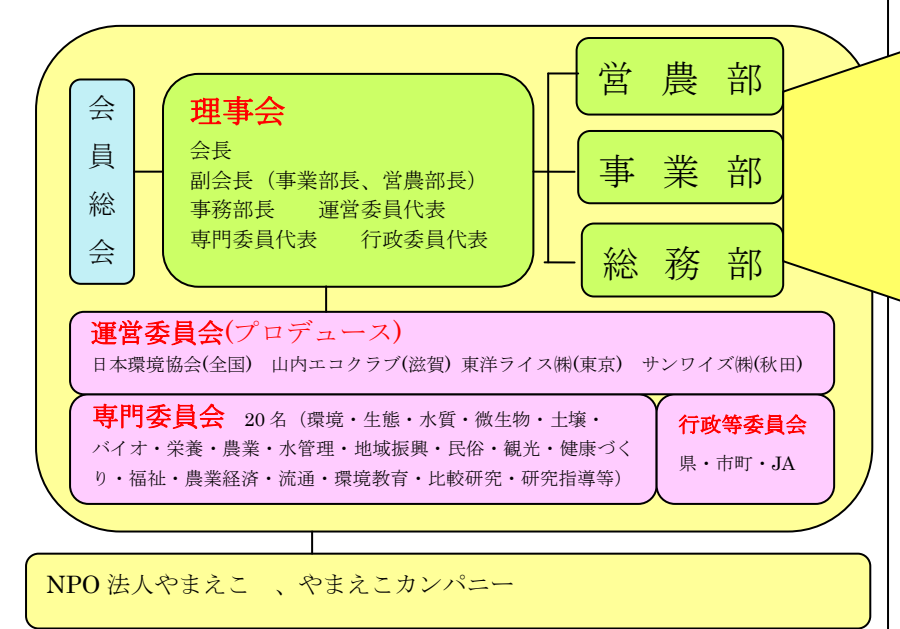 会員総会
理事会
会長
副会長（事業部長、営農部長）
事務部長　　運営委員代表
専門委員代表　　行政委員代表
営 農 部
事 業 部
総 務 部
運営委員会(プロデュース)
日本環境協会(全国)　山内エコクラブ(滋賀) 東洋ライス㈱(東京)　サンワイズ㈱(秋田)
専門委員会　20 名（環境・生態・水質・微生物・土壌・
バイオ・栄養・農業・水管理・地域振興・民俗・観光・健康づく
り・福祉・農業経済・流通・環境教育・比較研究・研究指導等）
行政等委員会
県・市町・JA
NPO 法人やまえこ　、やまえこカンパニー